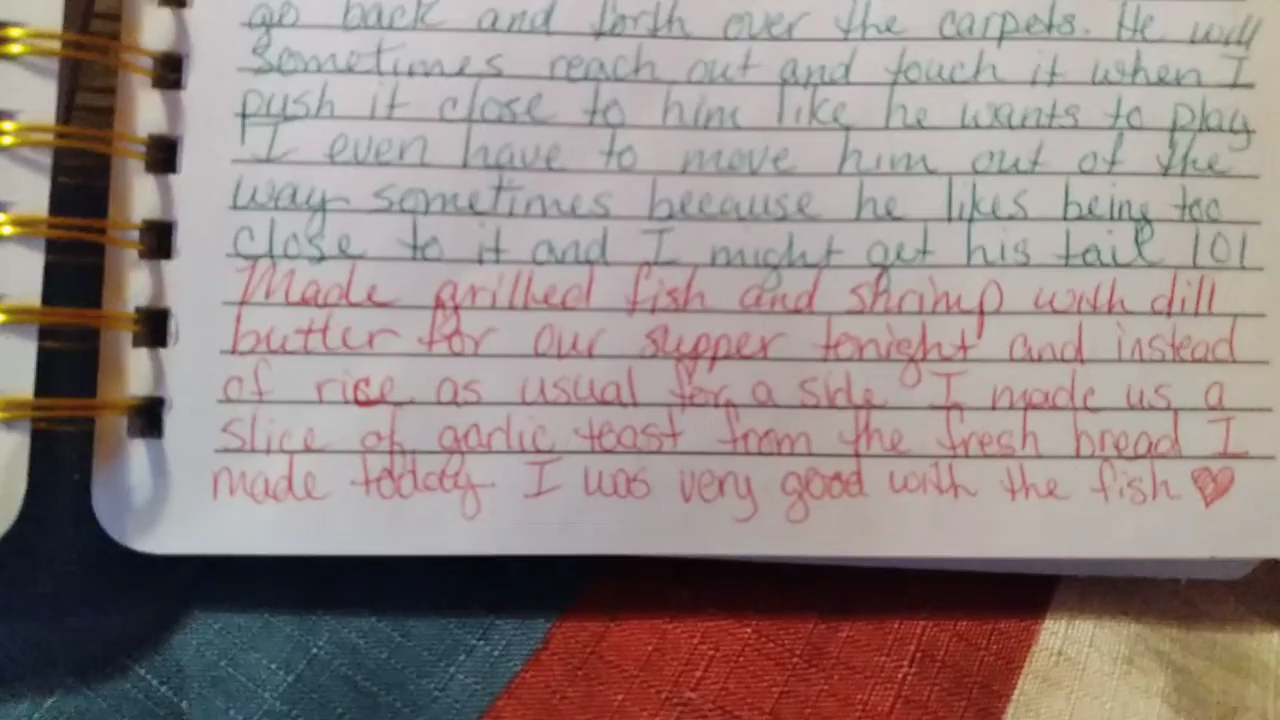 go back and forth over the carpets. He will
sometimes reach out and touch it when I
push it close to him like he wants to play
I even have to move him out of the
way sometimes because he likes being too
close to it and I might get his tail lol
Made grilled fish and shrimp with dill
butter for our supper tonight and instead
of rice as usual for a side I made us a
slice of garlic toast from the fresh bread I
made today. I was very good with the fish ♥